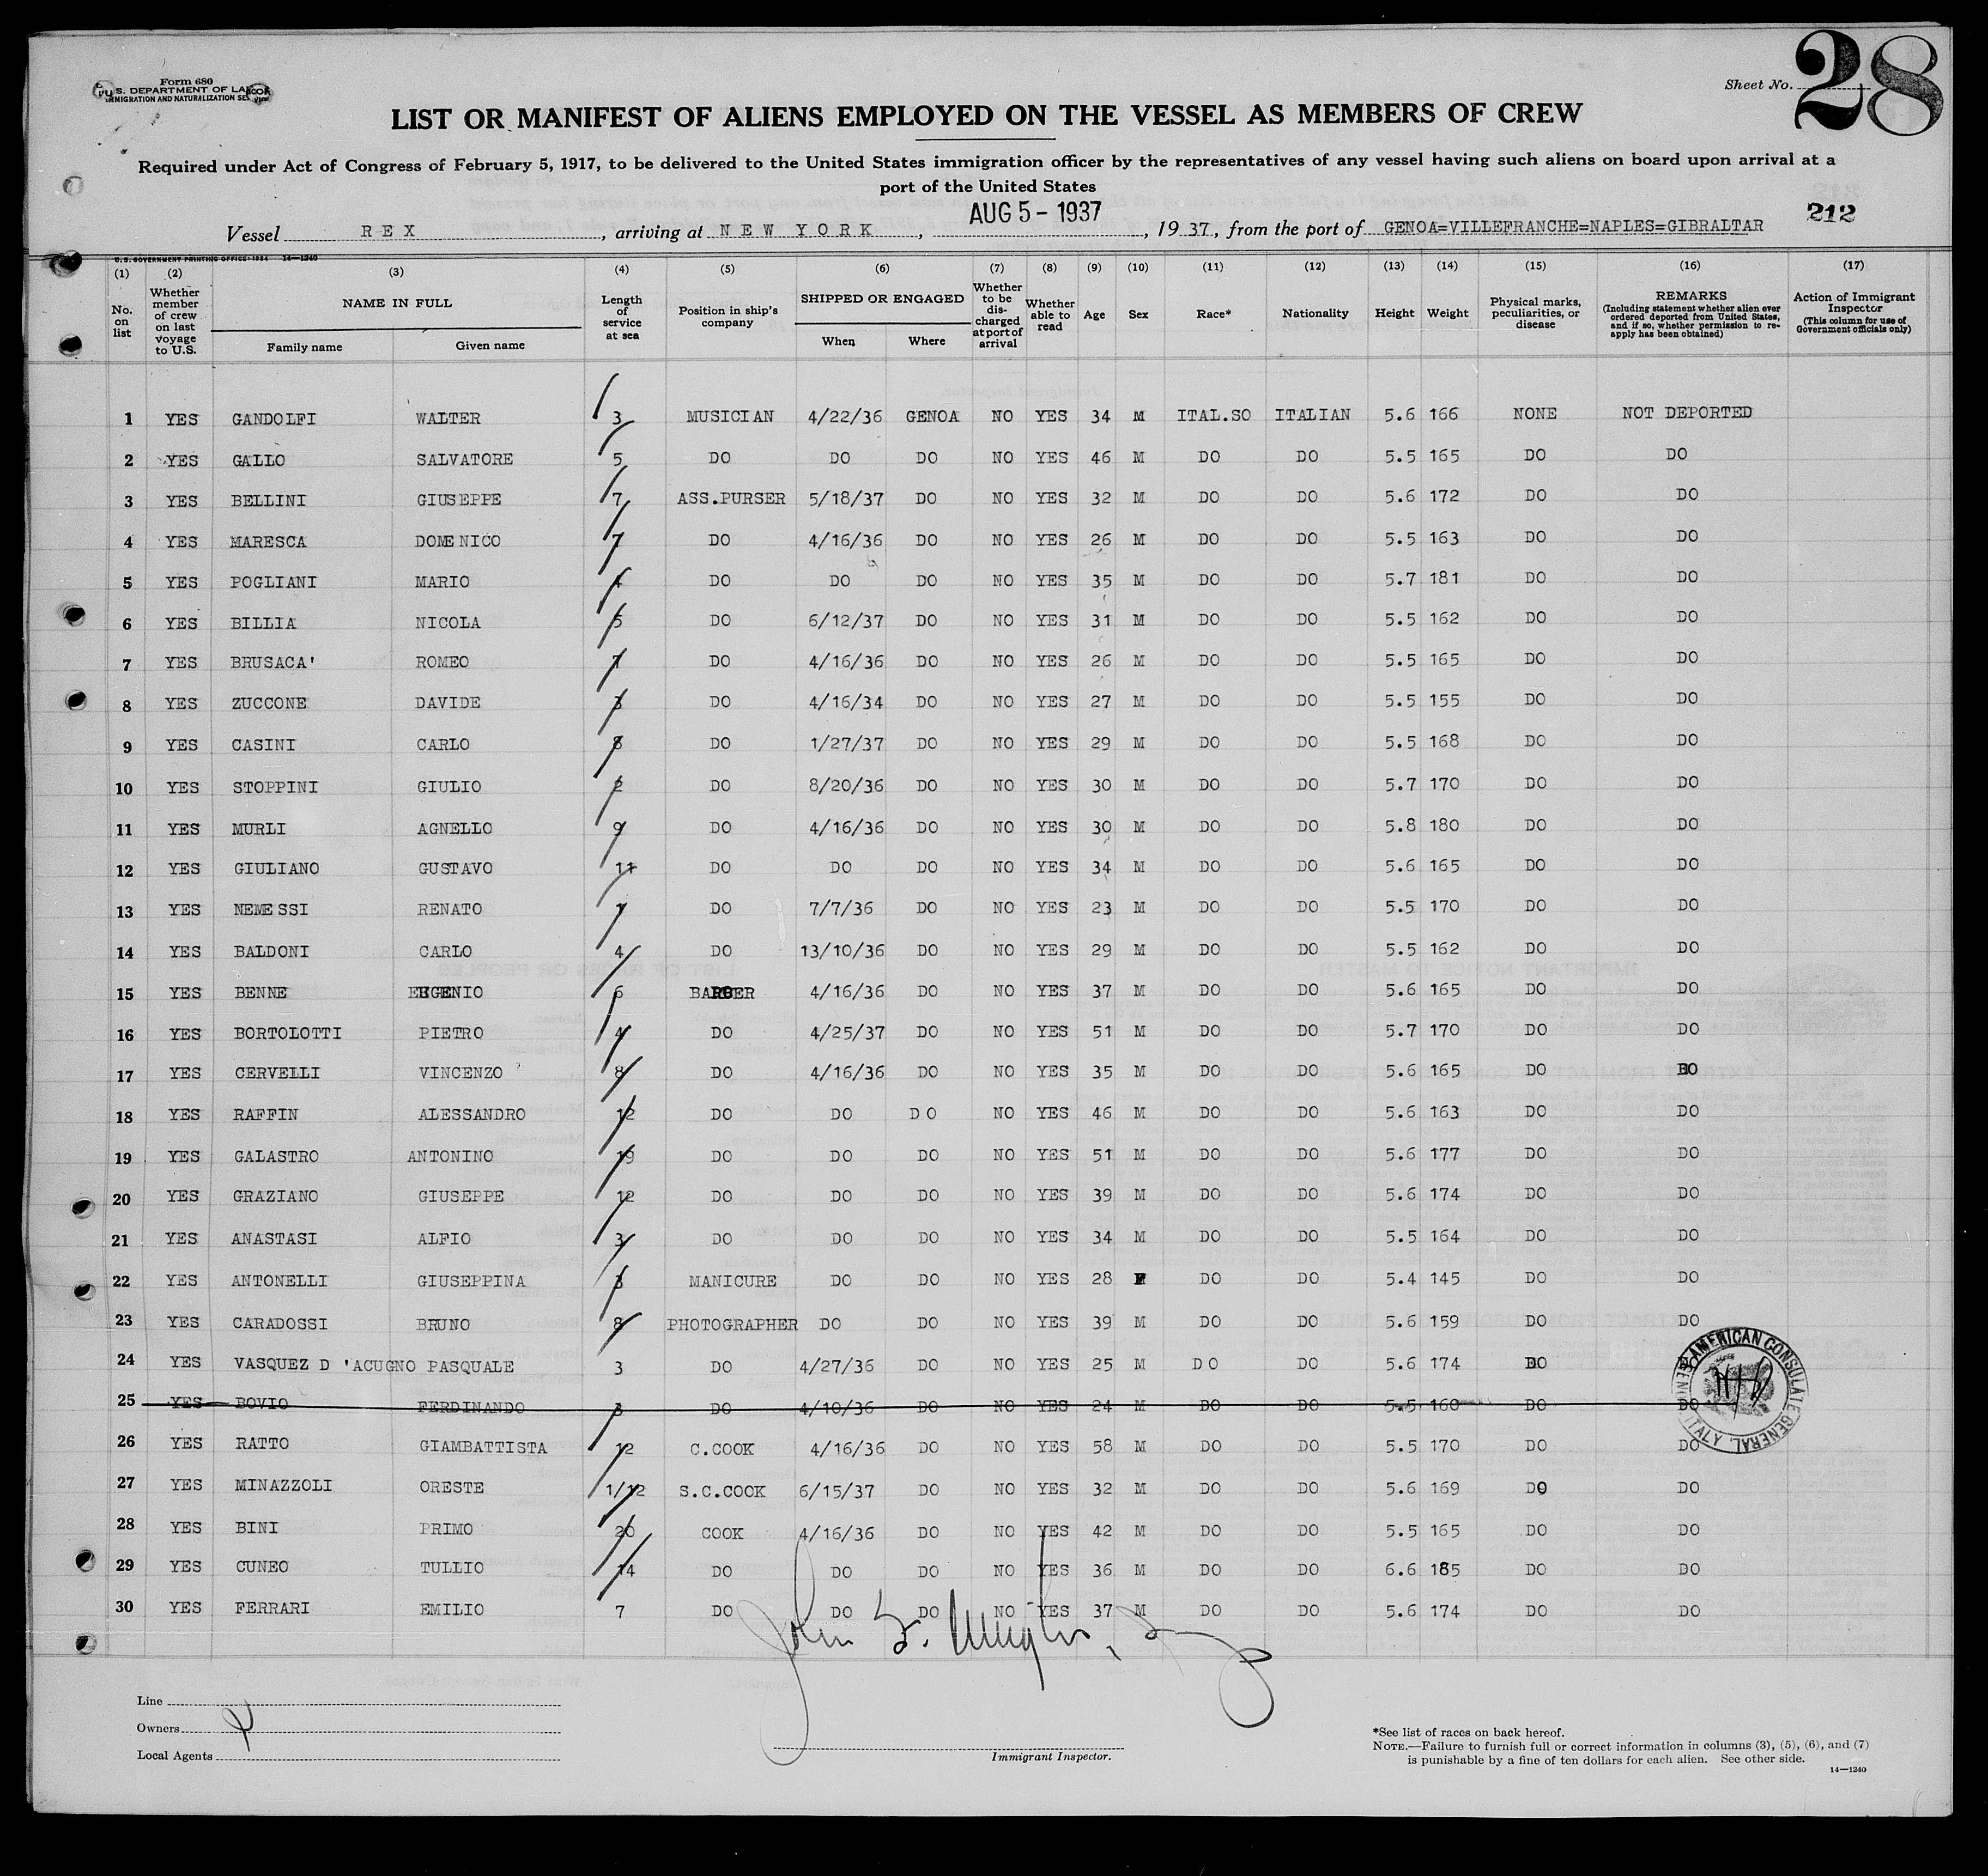 Form 680
U.S. DEPARTMENT OF LABOR
IMMIGRATION AND NATURALIZATION SERVICE
Sheet No. 28
LIST OR MANIFEST OF ALIENS EMPLOYED ON THE VESSEL AS MEMBERS OF CREW
Required under Act of Congress of February 5, 1917, to be delivered to the United States immigration officer by the representatives of any vessel having such aliens on board upon arrival at a
port of the United States
AUG 5 - 1937
212
Vessel REX, arriving at NEW YORK, , 1937, from the port of GENOA=VILLEFRANCHE=NAPLES=GIBRALTAR
U.S. GOVERNMENT PRINTING OFFICE: 1934 14—1240
(1) (2) (3) (4) (5) (6) (7) (8) (9) (10) (11) (12) (13) (14) (15) (16) (17)
No. on list
Whether member of crew on last voyage to U.S.
NAME IN FULL
Family name Given name
Length of service at sea
Position in ship's company
SHIPPED OR ENGAGED
When Where
Whether to be discharged at port of arrival
Whether able to read
Age
Sex
Race*
Nationality
Height
Weight
Physical marks, peculiarities, or disease
REMARKS
(Including statement whether alien ever ordered deported from United States, and if so, whether permission to re-apply has been obtained)
Action of Immigrant Inspector
(This column for use of Government officials only)
1 YES GANDOLFI WALTER 3 MUSICIAN 4/22/36 GENOA NO YES 34 M ITAL.SO ITALIAN 5.6 166 NONE NOT DEPORTED
2 YES GALLO SALVATORE 5 DO DO DO NO YES 46 M DO DO 5.5 165 DO DO
3 YES BELLINI GIUSEPPE 7 ASS.PURSER 5/18/37 DO NO YES 32 M DO DO 5.6 172 DO DO
4 YES MARESCA DOMENICO 7 DO 4/16/36 DO NO YES 26 M DO DO 5.5 163 DO DO
5 YES POGLIANI MARIO 4 DO DO DO NO YES 35 M DO DO 5.7 181 DO DO
6 YES BILLIA NICOLA 5 DO 6/12/37 DO NO YES 31 M DO DO 5.5 162 DO DO
7 YES BRUSACA' ROMEO 7 DO 4/16/36 DO NO YES 26 M DO DO 5.5 165 DO DO
8 YES ZUCCONE DAVIDE 3 DO 4/16/34 DO NO YES 27 M DO DO 5.5 155 DO DO
9 YES CASINI CARLO 8 DO 1/27/37 DO NO YES 29 M DO DO 5.5 168 DO DO
10 YES STOPPINI GIULIO 2 DO 8/20/36 DO NO YES 30 M DO DO 5.7 170 DO DO
11 YES MURLI AGNELLO 9 DO 4/16/36 DO NO YES 30 M DO DO 5.8 180 DO DO
12 YES GIULIANO GUSTAVO 11 DO DO DO NO YES 34 M DO DO 5.6 165 DO DO
13 YES NEMESSI RENATO 1 DO 7/7/36 DO NO YES 23 M DO DO 5.5 170 DO DO
14 YES BALDONI CARLO 4 DO 13/10/36 DO NO YES 29 M DO DO 5.5 162 DO DO
15 YES BENNE EUGENIO 6 BARBER 4/16/36 DO NO YES 37 M DO DO 5.6 165 DO DO
16 YES BORTOLOTTI PIETRO 4 DO 4/25/37 DO NO YES 51 M DO DO 5.7 170 DO DO
17 YES CERVELLI VINCENZO 8 DO 4/16/36 DO NO YES 35 M DO DO 5.6 165 DO DO
18 YES RAFFIN ALESSANDRO 12 DO DO D O NO YES 46 M DO DO 5.6 163 DO DO
19 YES GALASTRO ANTONINO 19 DO DO DO NO YES 51 M DO DO 5.6 177 DO DO
20 YES GRAZIANO GIUSEPPE 12 DO DO DO NO YES 39 M DO DO 5.6 174 DO DO
21 YES ANASTASI ALFIO 3 DO DO DO NO YES 34 M DO DO 5.5 164 DO DO
22 YES ANTONELLI GIUSEPPINA 3 MANICURE DO DO NO YES 28 F DO DO 5.4 145 DO DO
23 YES CARADOSSI BRUNO 8 PHOTOGRAPHER DO DO NO YES 39 M DO DO 5.6 159 DO DO
24 YES VASQUEZ D 'ACUGNO PASQUALE 3 DO 4/27/36 DO NO YES 25 M D O DO 5.6 174 DO DO
25 YES BOVIO FERDINANDO 3 DO 4/10/36 DO NO YES 24 M DO DO 5.5 160 DO DO
26 YES RATTO GIAMBATTISTA 12 C.COOK 4/16/36 DO NO YES 58 M DO DO 5.5 170 DO DO
27 YES MINAZZOLI ORESTE 1/12 S.C.COOK 6/15/37 DO NO YES 32 M DO DO 5.6 169 DO DO
28 YES BINI PRIMO 20 COOK 4/16/36 DO NO YES 42 M DO DO 5.5 165 DO DO
29 YES CUNEO TULLIO 14 DO DO DO NO YES 36 M DO DO 6.6 185 DO DO
30 YES FERRARI EMILIO 7 DO DO DO NO YES 37 M DO DO 5.6 174 DO DO
AMERICAN CONSULATE GENERAL ITALY
John
Line
Owners
Local Agents
Immigrant Inspector.
*See list of races on back hereof.
NOTE.—Failure to furnish full or correct information in columns (3), (5), (6), and (7)
is punishable by a fine of ten dollars for each alien. See other side.
14—1240